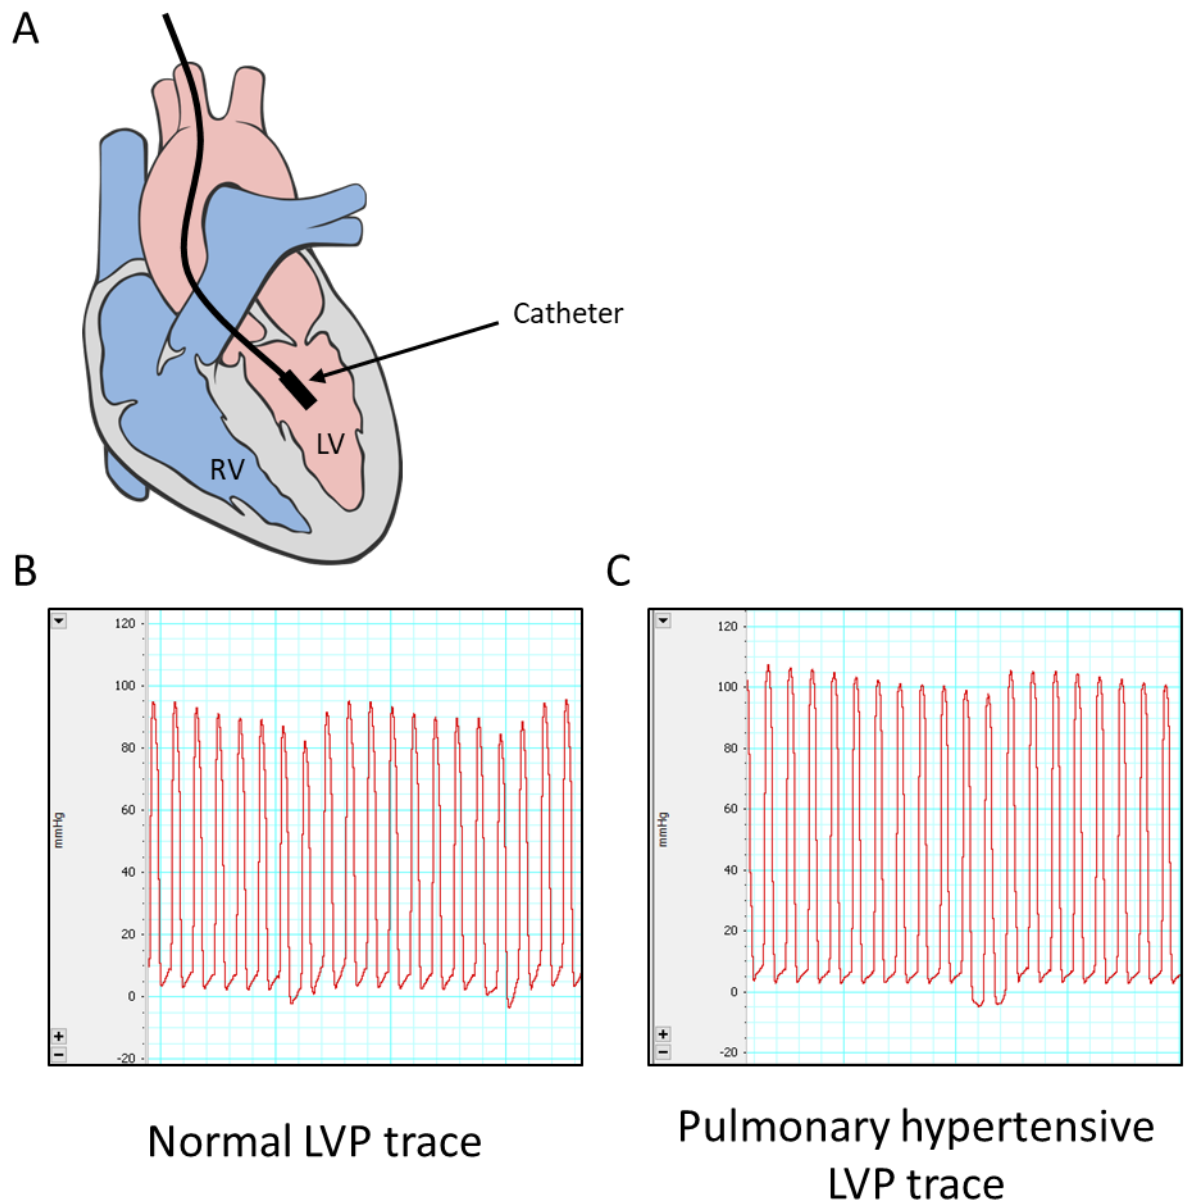 A
Catheter
LV
RV
B
C
120
100
80
60
40
20
0
-20
mmHg
+
−
120
100
80
60
40
20
0
-20
mmHg
+
−
Normal LVP trace
Pulmonary hypertensive
LVP trace